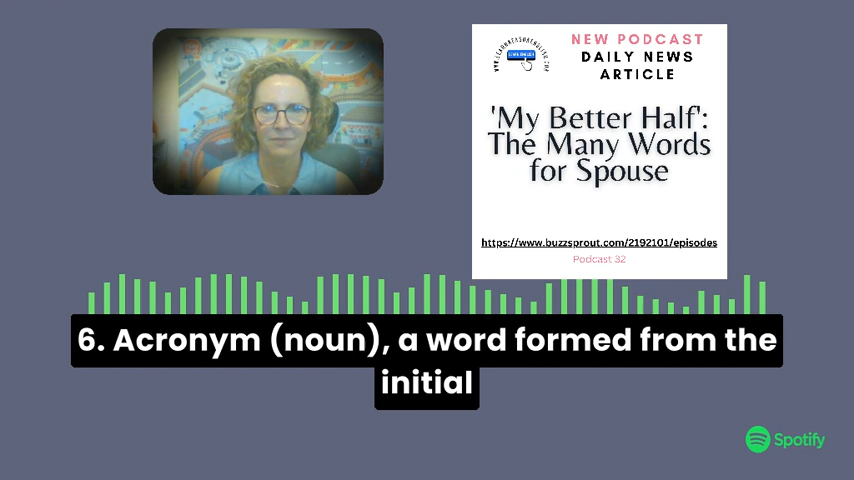 NEW PODCAST
DAILY NEWS
ARTICLE
'My Better Half':
The Many Words
for Spouse
https://www.buzzsprout.com/2192101/episodes
Podcast 32
6. Acronym (noun), a word formed from the
initial
Spotify